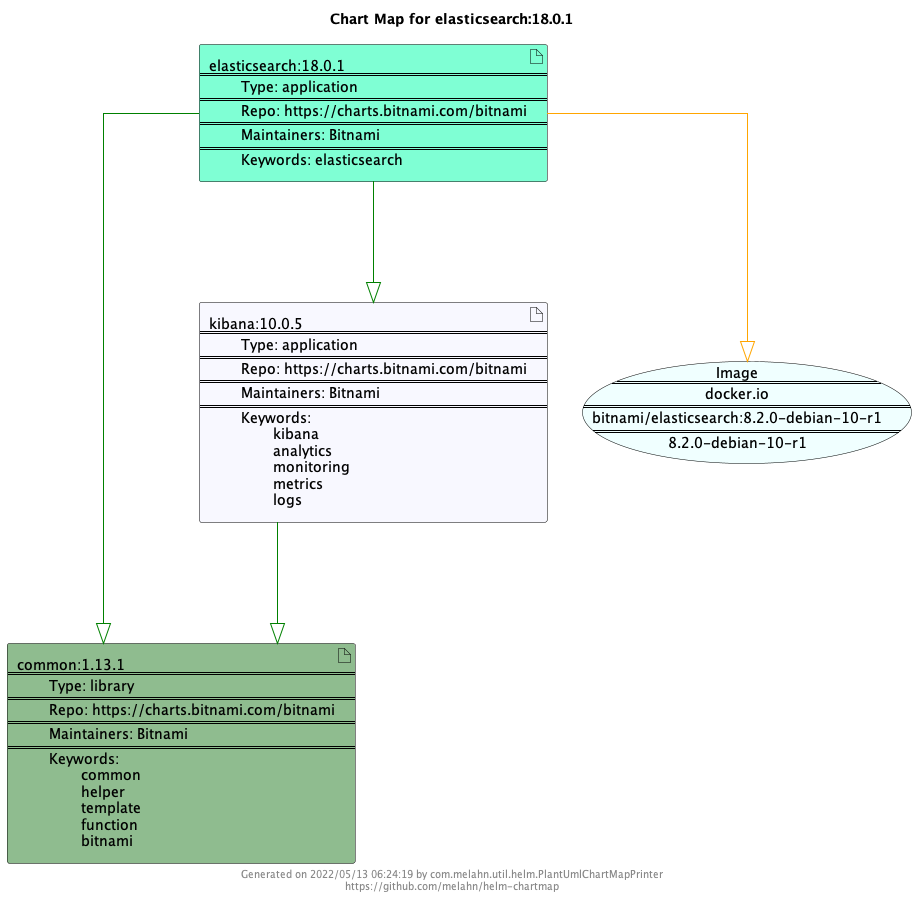 Chart Map for elasticsearch:18.0.1
elasticsearch:18.0.1
Type: application
Repo: https://charts.bitnami.com/bitnami
Maintainers: Bitnami
Keywords: elasticsearch
kibana:10.0.5
Type: application
Repo: https://charts.bitnami.com/bitnami
Maintainers: Bitnami
Keywords:
kibana
analytics
monitoring
metrics
logs
Image
docker.io
bitnami/elasticsearch:8.2.0-debian-10-r1
8.2.0-debian-10-r1
common:1.13.1
Type: library
Repo: https://charts.bitnami.com/bitnami
Maintainers: Bitnami
Keywords:
common
helper
template
function
bitnami
Generated on 2022/05/13 06:24:19 by com.melahn.util.helm.PlantUmlChartMapPrinter
https://github.com/melahn/helm-chartmap